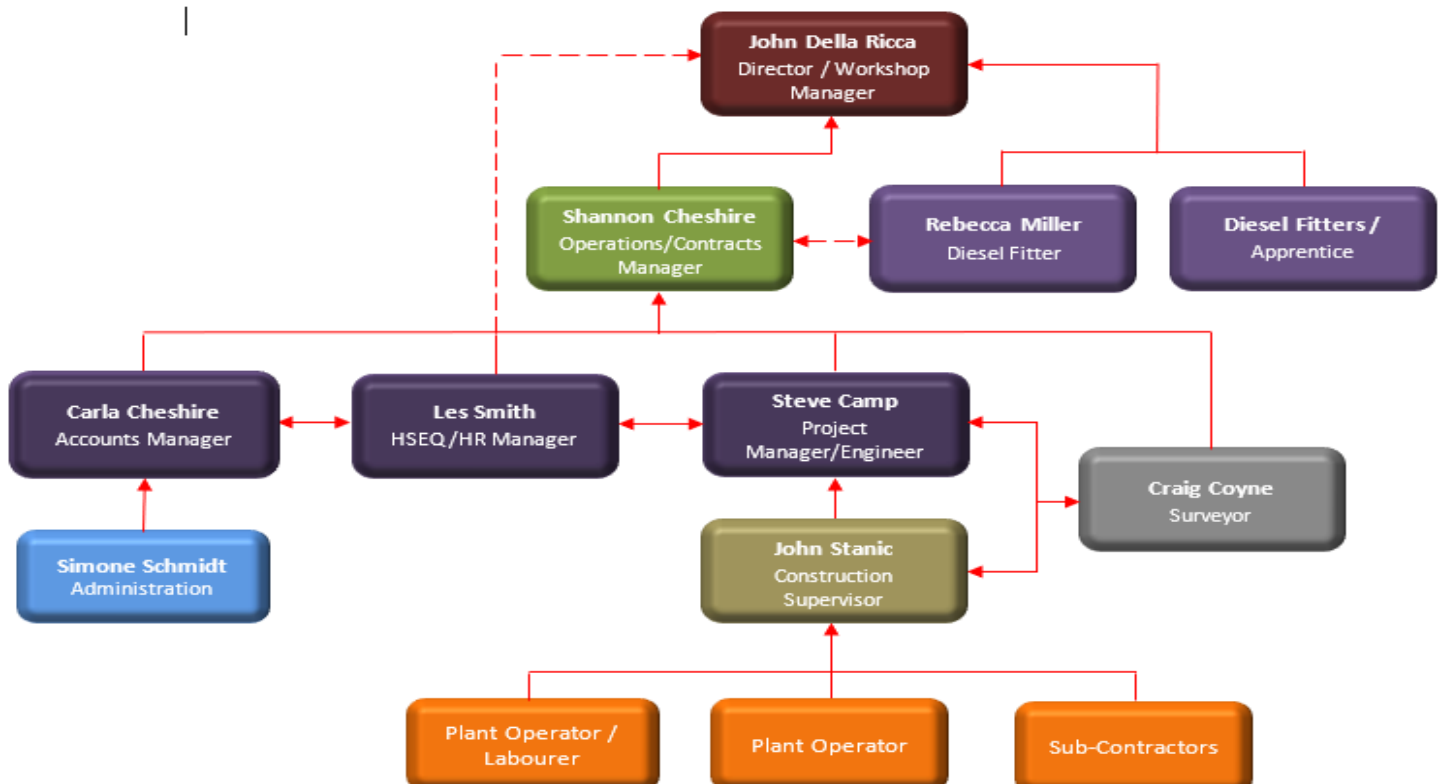 John Della Ricca
Director / Workshop
Manager
Shannon Cheshire
Operations/Contracts
Manager
Rebecca Miller
Diesel Fitter
Diesel Fitters /
Apprentice
Carla Cheshire
Accounts Manager
Les Smith
HSEQ/HR Manager
Steve Camp
Project
Manager/Engineer
Craig Coyne
Surveyor
Simone Schmidt
Administration
John Stanic
Construction
Supervisor
Plant Operator /
Labourer
Plant Operator
Sub-Contractors